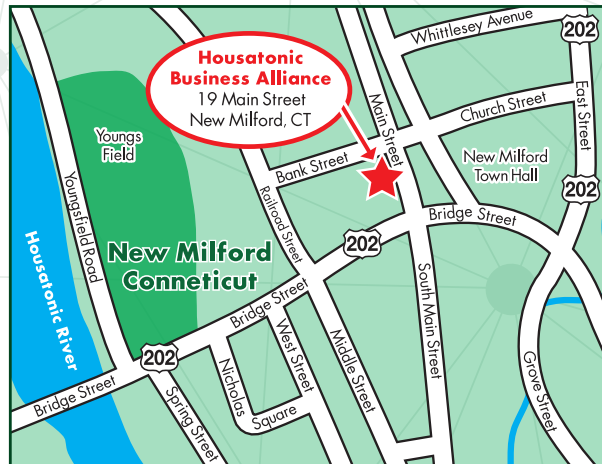 Whittlesey Avenue
202
Housatonic
Business Alliance
19 Main Street
New Milford, CT
Main Street
Church Street
East Street
Youngs
Field
Bank Street
New Milford
Town Hall
202
Youngsfield Road
Railroad Street
Bridge Street
202
New Milford
Conneticut
Housatonic River
Bridge Street
South Main Street
202
West Street
Middle Street
Nicholas
Square
Grove Street
Bridge Street
Spring Street